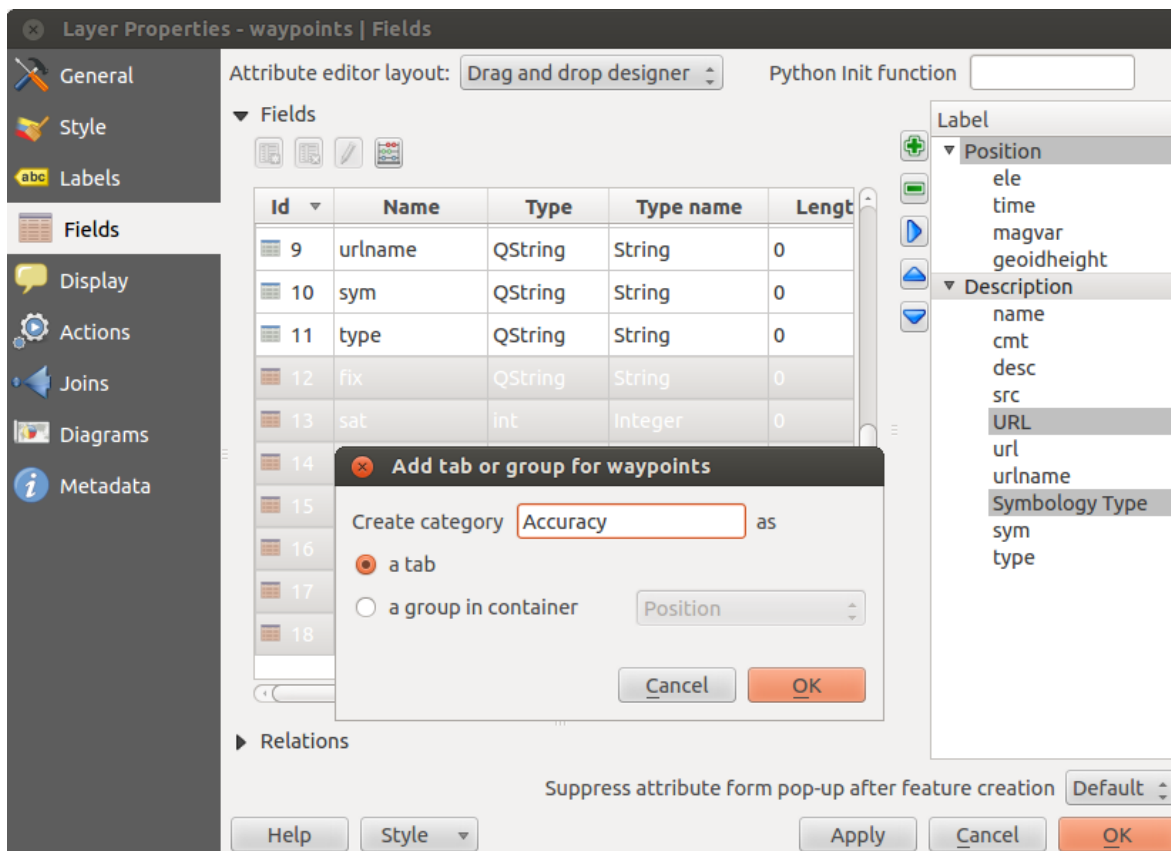 Layer Properties - waypoints | Fields
General
Style
abc Labels
Fields
Display
Actions
Joins
Diagrams
Metadata
Attribute editor layout: Drag and drop designer Python Init function
Fields
Id Name Type Type name Lengt
9 urlname QString String 0
10 sym QString String 0
11 type QString String 0
12 fix QString String 0
13 sat int Integer 0
14
15
16
17
18
Relations
Add tab or group for waypoints
Create category Accuracy as
a tab
a group in container Position
Cancel OK
Label
Position
ele
time
magvar
geoidheight
Description
name
cmt
desc
src
URL
url
urlname
Symbology Type
sym
type
Suppress attribute form pop-up after feature creation Default
Help Style Apply Cancel OK